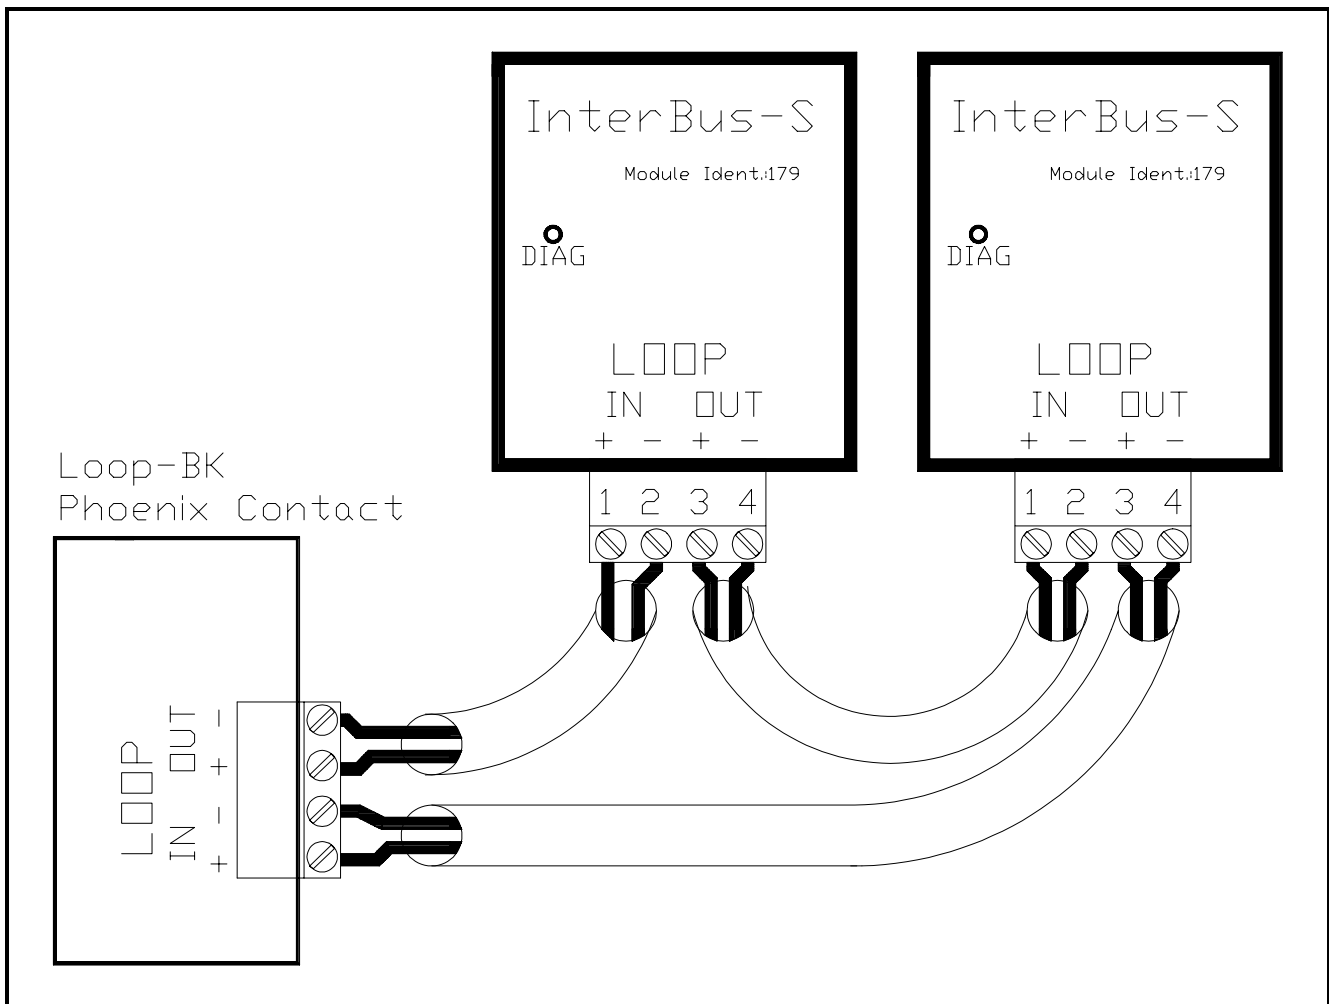 InterBus-S
Module Ident.:179
DIAG
LOOP
IN OUT
+ - + -
1 2 3 4
InterBus-S
Module Ident.:179
DIAG
LOOP
IN OUT
+ - + -
1 2 3 4
Loop-BK
Phoenix Contact
LOOP
IN OUT
+ - + -